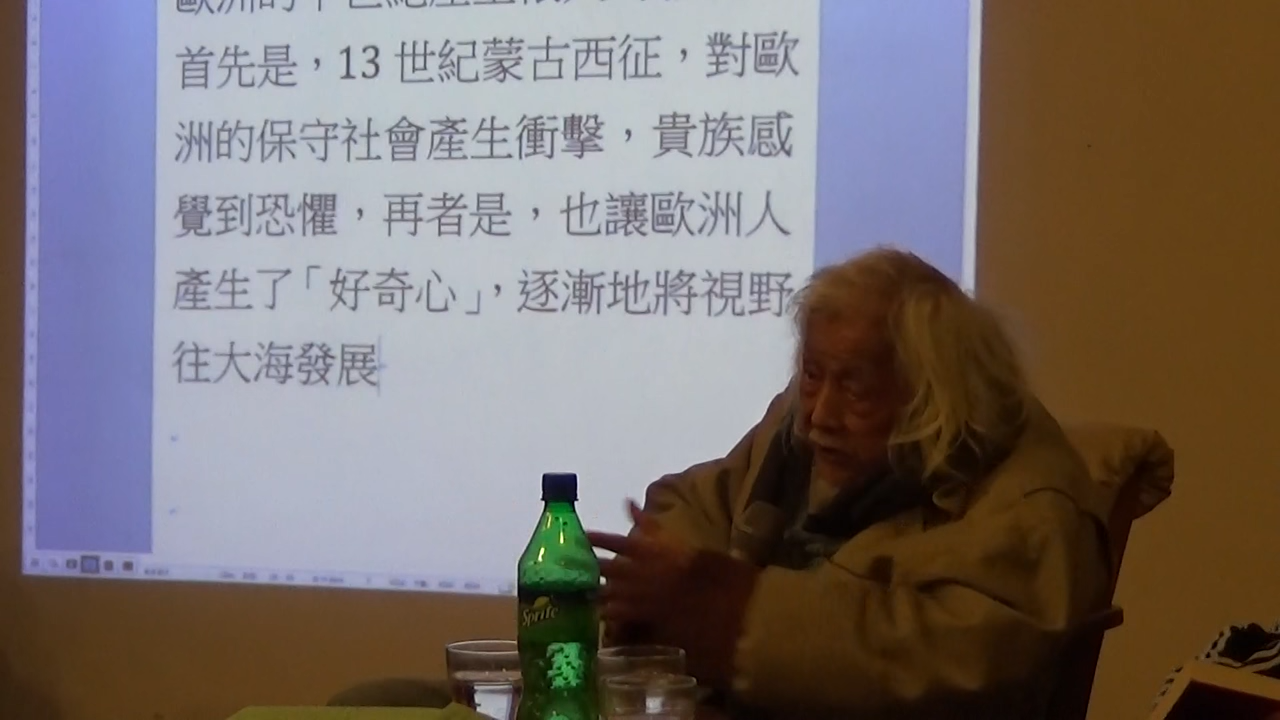 首先是，13 世紀蒙古西征，對歐
洲的保守社會產生衝擊，貴族感
覺到恐懼，再者是，也讓歐洲人
產生了「好奇心」，逐漸地將視野
往大海發展
Sprite